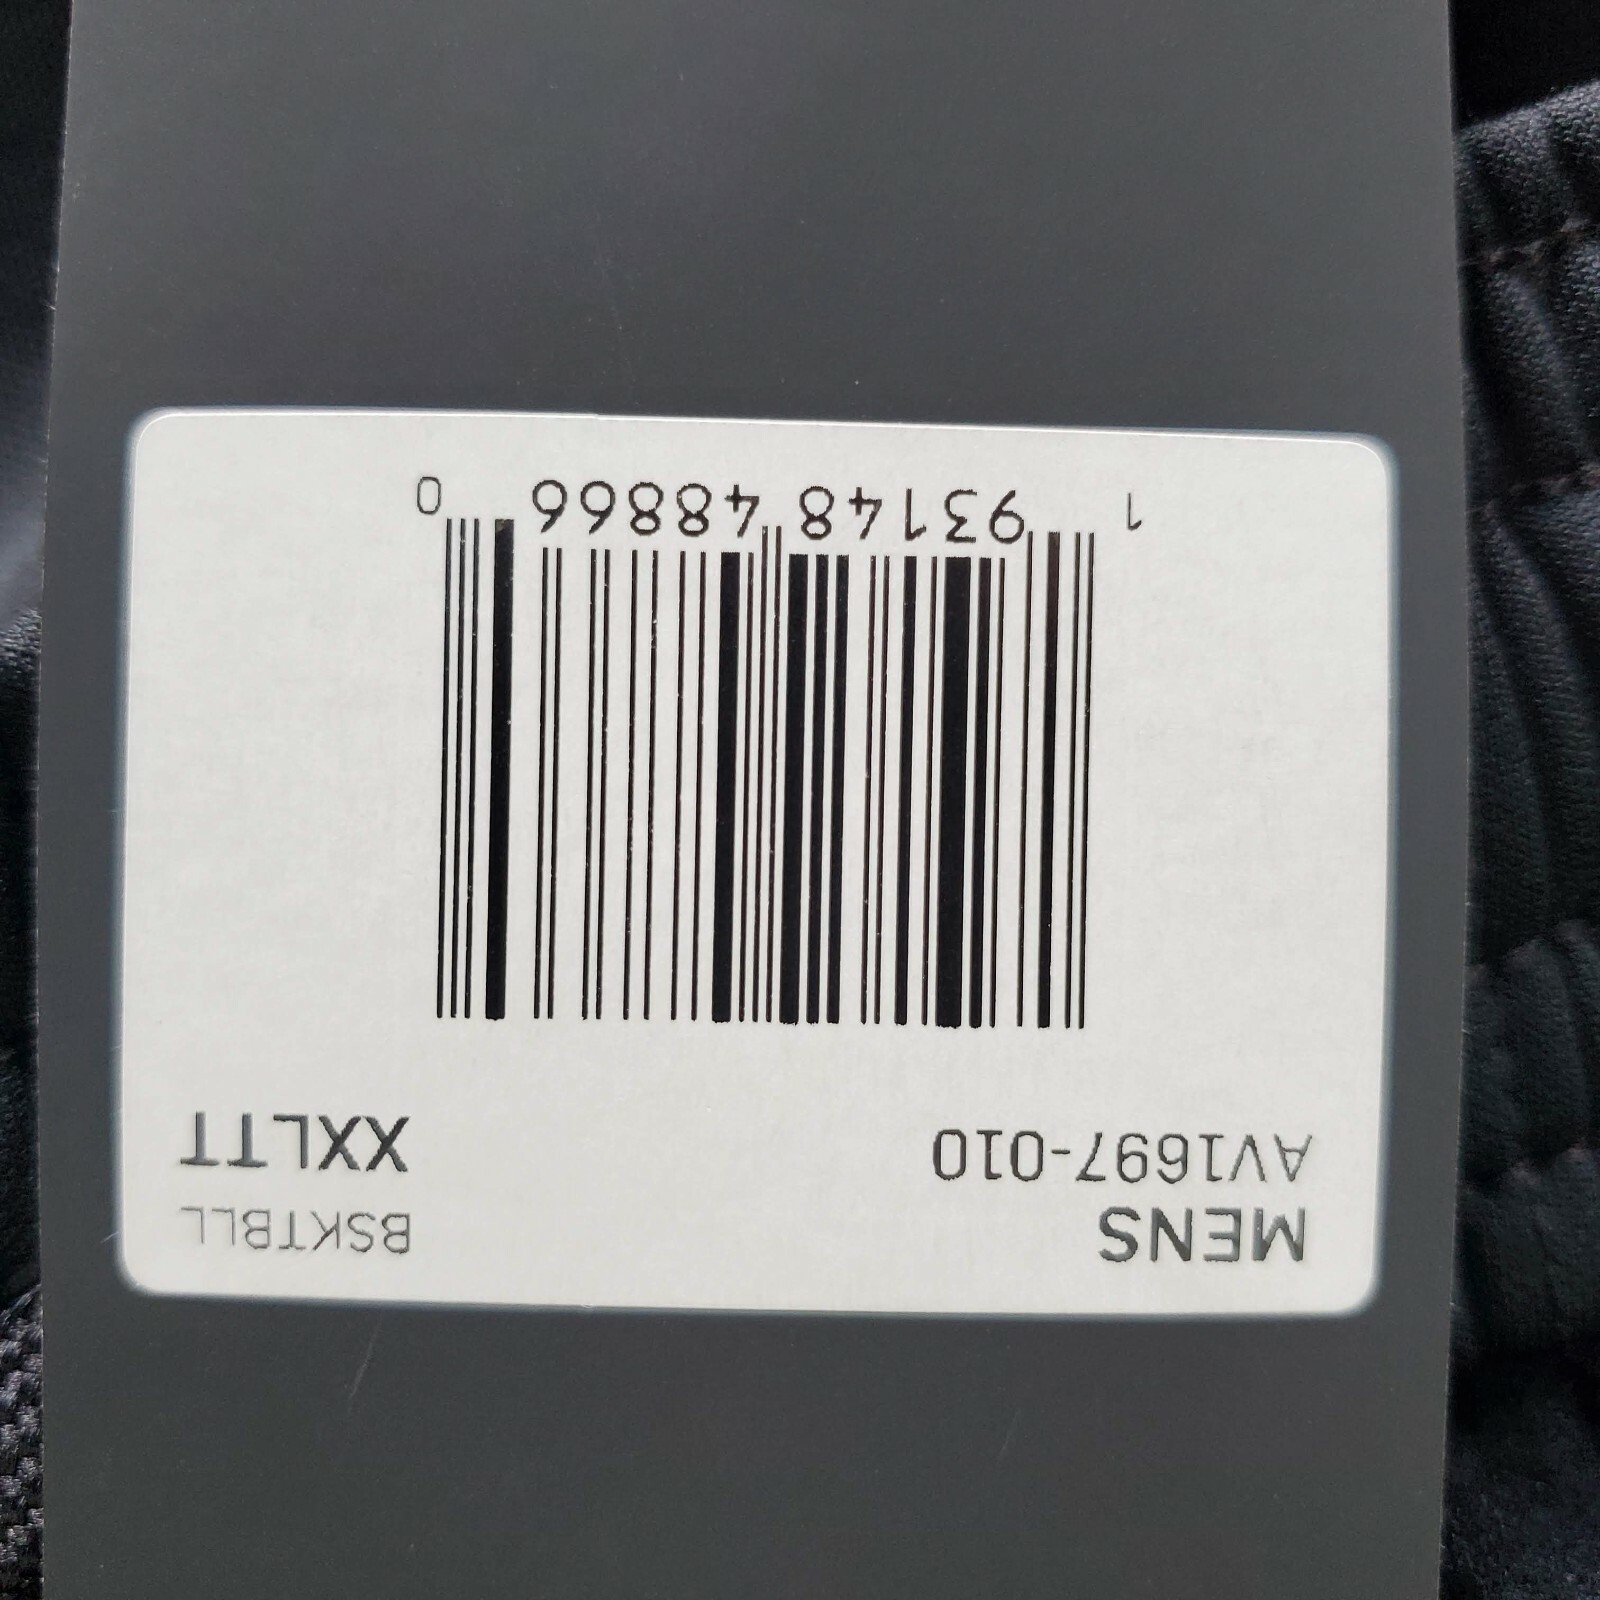 MENS BSKTBLL
AV1697-010 XXLTT
1 93148 48866 0